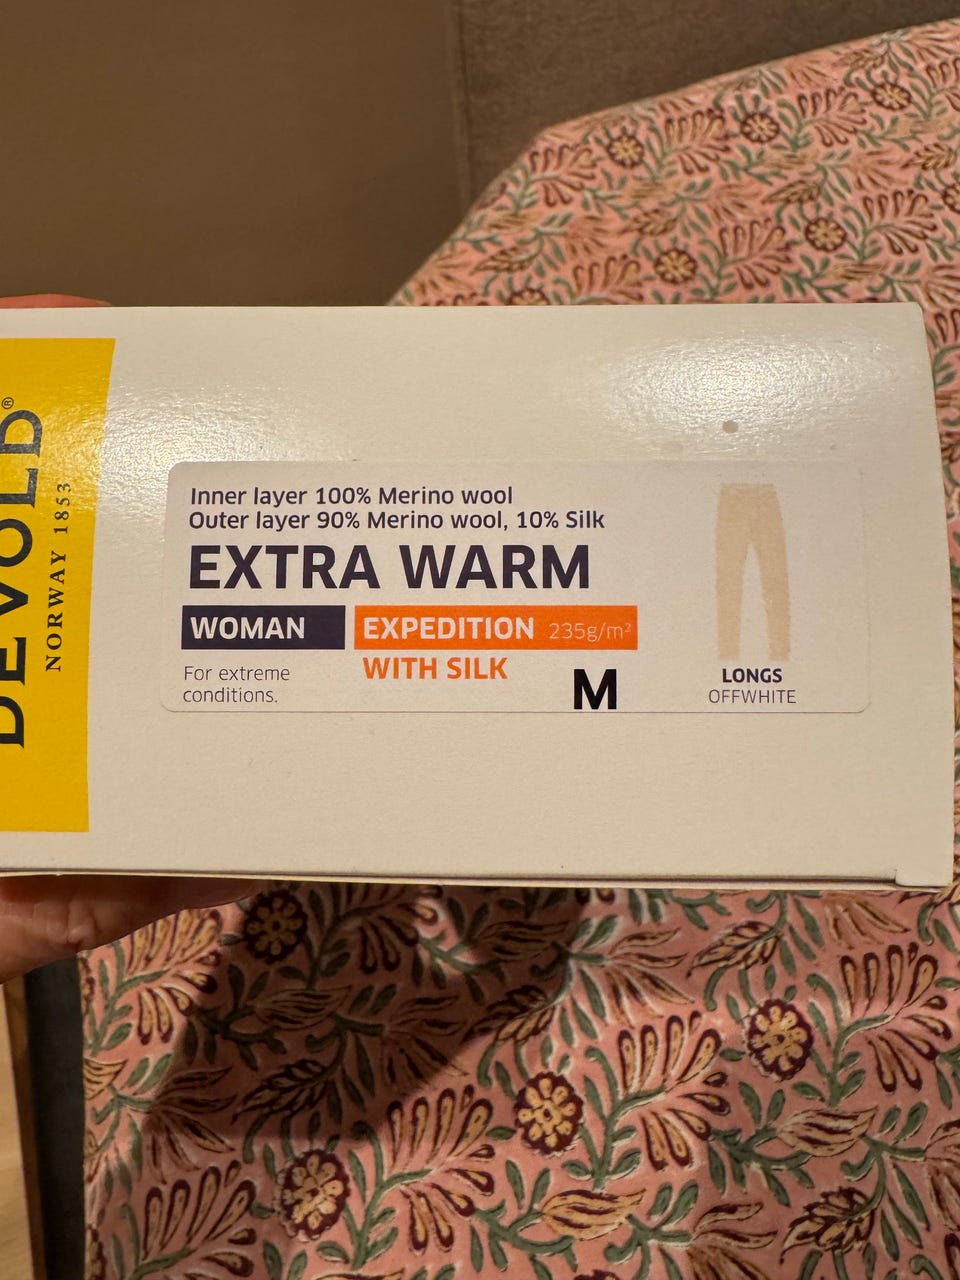 DEVOLD®
NORWAY 1853
Inner layer 100% Merino wool
Outer layer 90% Merino wool, 10% Silk
EXTRA WARM
WOMAN
EXPEDITION 235g/m²
WITH SILK
For extreme
conditions.
M
LONGS
OFFWHITE